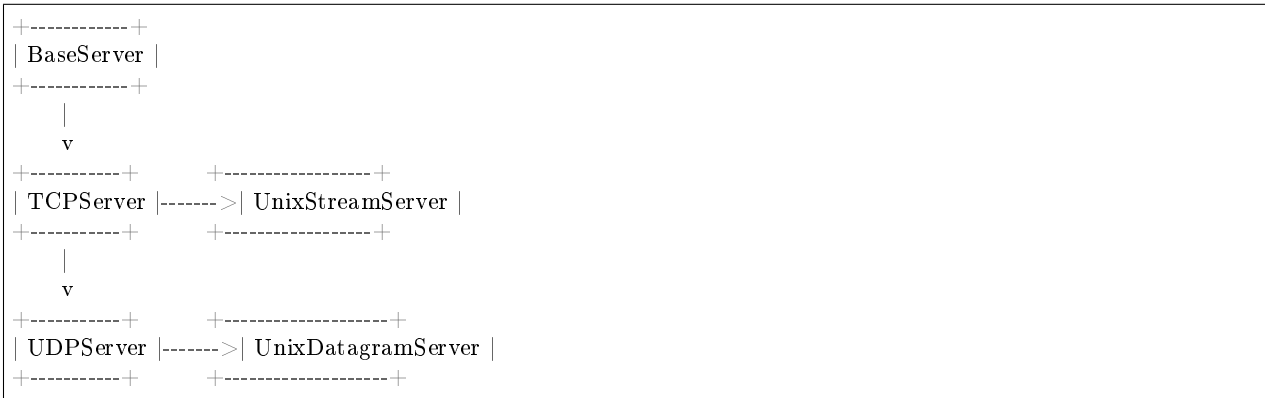 +------------+
| BaseServer |
+------------+
|
v
+-----------+ +------------------+
| TCPServer |------->| UnixStreamServer |
+-----------+ +------------------+
|
v
+-----------+ +--------------------+
| UDPServer |------->| UnixDatagramServer |
+-----------+ +--------------------+